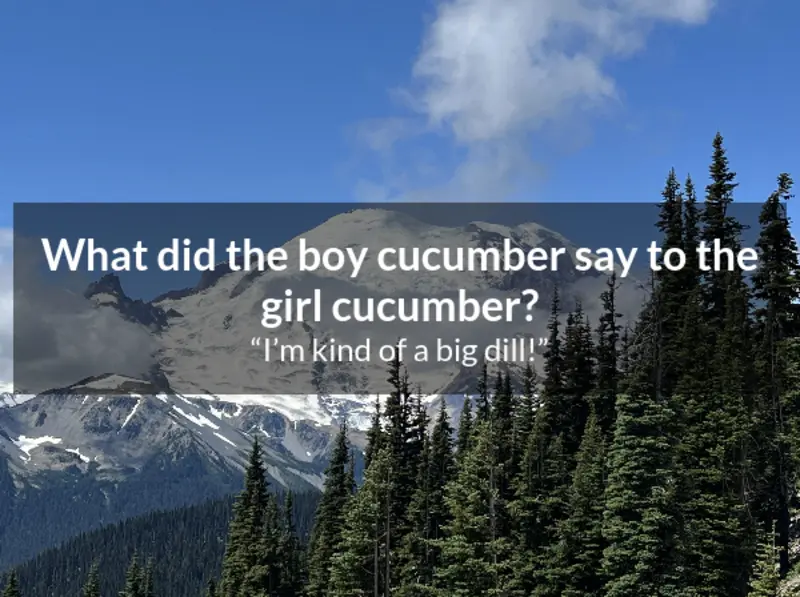 What did the boy cucumber say to the
girl cucumber?
“I’m kind of a big dill!”